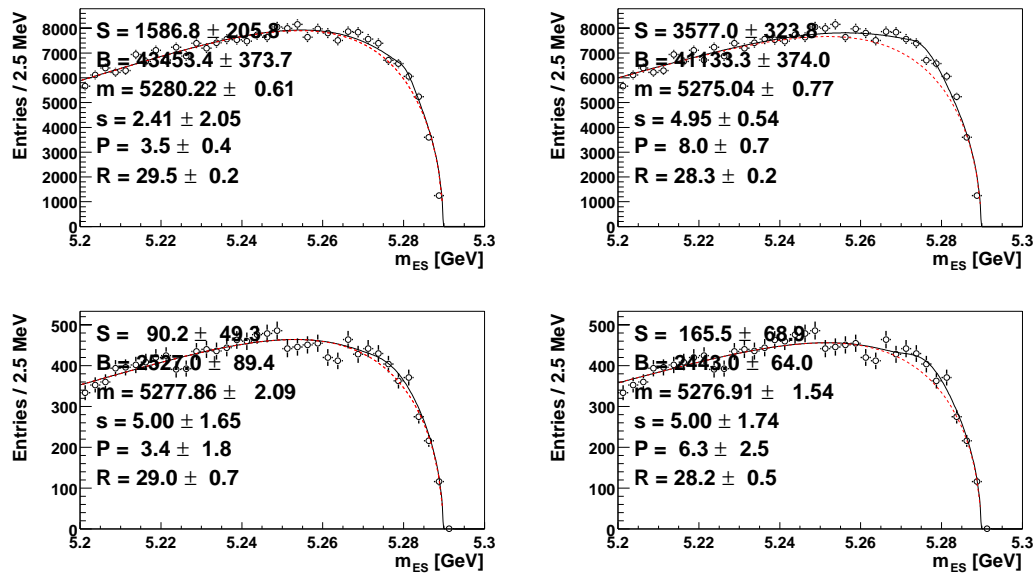 Entries / 2.5 MeV
8000
7000
6000
5000
4000
3000
2000
1000
0
S = 1586.8 ± 205.8
B = 43453.4 ± 373.7
m = 5280.22 ± 0.61
s = 2.41 ± 2.05
P = 3.5 ± 0.4
R = 29.5 ± 0.2
5.2 5.22 5.24 5.26 5.28 5.3
m_ES [GeV]
Entries / 2.5 MeV
8000
7000
6000
5000
4000
3000
2000
1000
0
S = 3577.0 ± 323.8
B = 41133.3 ± 374.0
m = 5275.04 ± 0.77
s = 4.95 ± 0.54
P = 8.0 ± 0.7
R = 28.3 ± 0.2
5.2 5.22 5.24 5.26 5.28 5.3
m_ES [GeV]
Entries / 2.5 MeV
500
400
300
200
100
0
S = 90.2 ± 49.3
B = 2527.0 ± 89.4
m = 5277.86 ± 2.09
s = 5.00 ± 1.65
P = 3.4 ± 1.8
R = 29.0 ± 0.7
5.2 5.22 5.24 5.26 5.28 5.3
m_ES [GeV]
Entries / 2.5 MeV
500
400
300
200
100
0
S = 165.5 ± 68.9
B = 2443.0 ± 64.0
m = 5276.91 ± 1.54
s = 5.00 ± 1.74
P = 6.3 ± 2.5
R = 28.2 ± 0.5
5.2 5.22 5.24 5.26 5.28 5.3
m_ES [GeV]